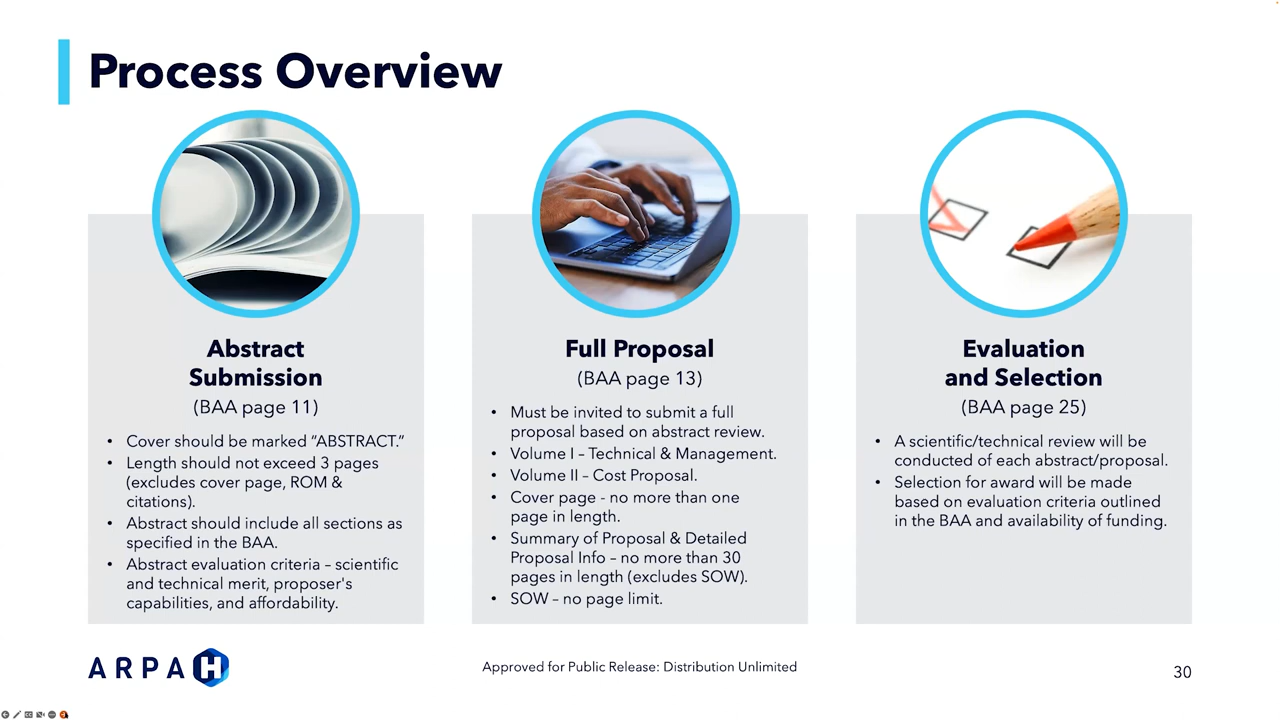 Process Overview
Abstract
Submission
(BAA page 11)
• Cover should be marked “ABSTRACT.”
• Length should not exceed 3 pages
(excludes cover page, ROM &
citations).
• Abstract should include all sections as
specified in the BAA.
• Abstract evaluation criteria – scientific
and technical merit, proposer's
capabilities, and affordability.
Full Proposal
(BAA page 13)
• Must be invited to submit a full
proposal based on abstract review.
• Volume I – Technical & Management.
• Volume II – Cost Proposal.
• Cover page - no more than one
page in length.
• Summary of Proposal & Detailed
Proposal Info – no more than 30
pages in length (excludes SOW).
• SOW – no page limit.
Evaluation
and Selection
(BAA page 25)
• A scientific/technical review will be
conducted of each abstract/proposal.
• Selection for award will be made
based on evaluation criteria outlined
in the BAA and availability of funding.
ARPA H
Approved for Public Release: Distribution Unlimited
30